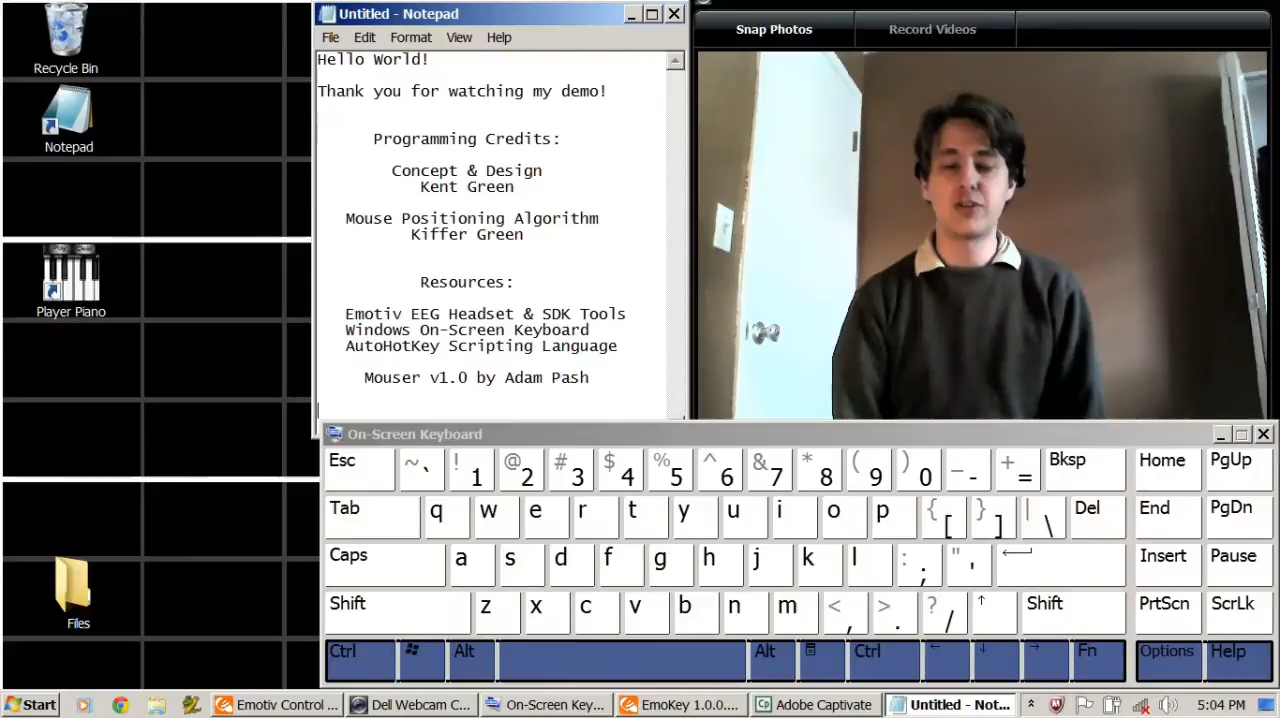 Recycle Bin
Notepad
Player Piano
Files
Untitled - Notepad
File Edit Format View Help
Hello World!
Thank you for watching my demo!
Programming Credits:
Concept & Design
Kent Green
Mouse Positioning Algorithm
Kiffer Green
Resources:
Emotiv EEG Headset & SDK Tools
Windows On-Screen Keyboard
AutoHotKey Scripting Language
Mouser v1.0 by Adam Pash
Snap Photos Record Videos
On-Screen Keyboard
Esc ~ ` ! 1 @ 2 # 3 $ 4 % 5 ^ 6 & 7 * 8 ( 9 ) 0 _ - + = Bksp Home PgUp
Tab q w e r t y u i o p { [ } ] | \ Del End PgDn
Caps a s d f g h j k l : ; " ' Insert Pause
Shift z x c v b n m < , > . ? / ↑ Shift PrtScn ScrLk
Ctrl Alt Alt Ctrl ← ↓ → Fn Options Help
Start Emotiv Control ... Dell Webcam C... On-Screen Key... EmoKey 1.0.0.... Adobe Captivate Untitled - Not... 5:04 PM